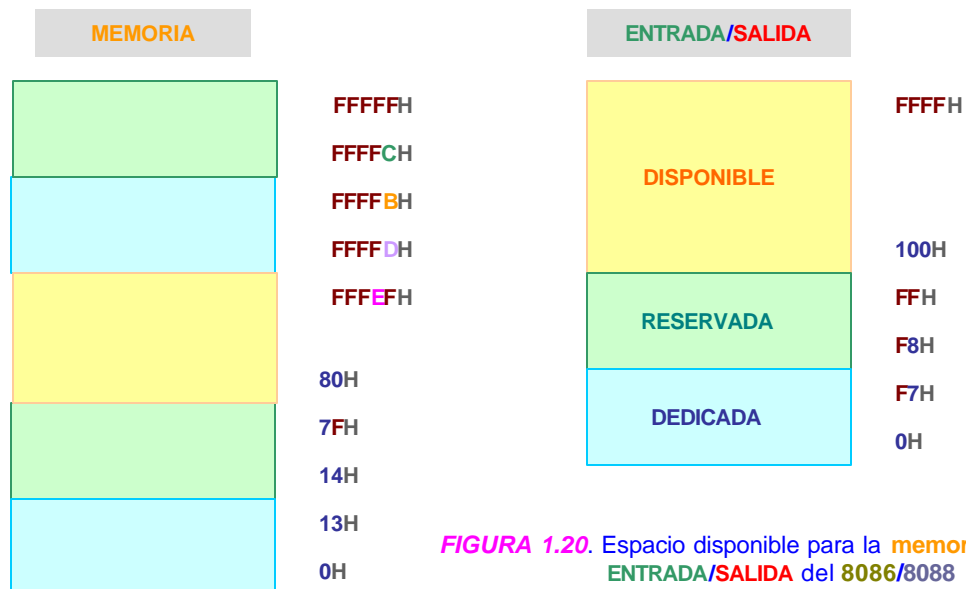 MEMORIA
FFFFFH
FFFFCH
FFFFBH
FFFFDH
FFFEFH
80H
7FH
14H
13H
0H
ENTRADA/SALIDA
DISPONIBLE
RESERVADA
DEDICADA
FFFFH
100H
FFH
F8H
F7H
0H
FIGURA 1.20. Espacio disponible para la
ENTRADA/SALIDA del 8086/8088